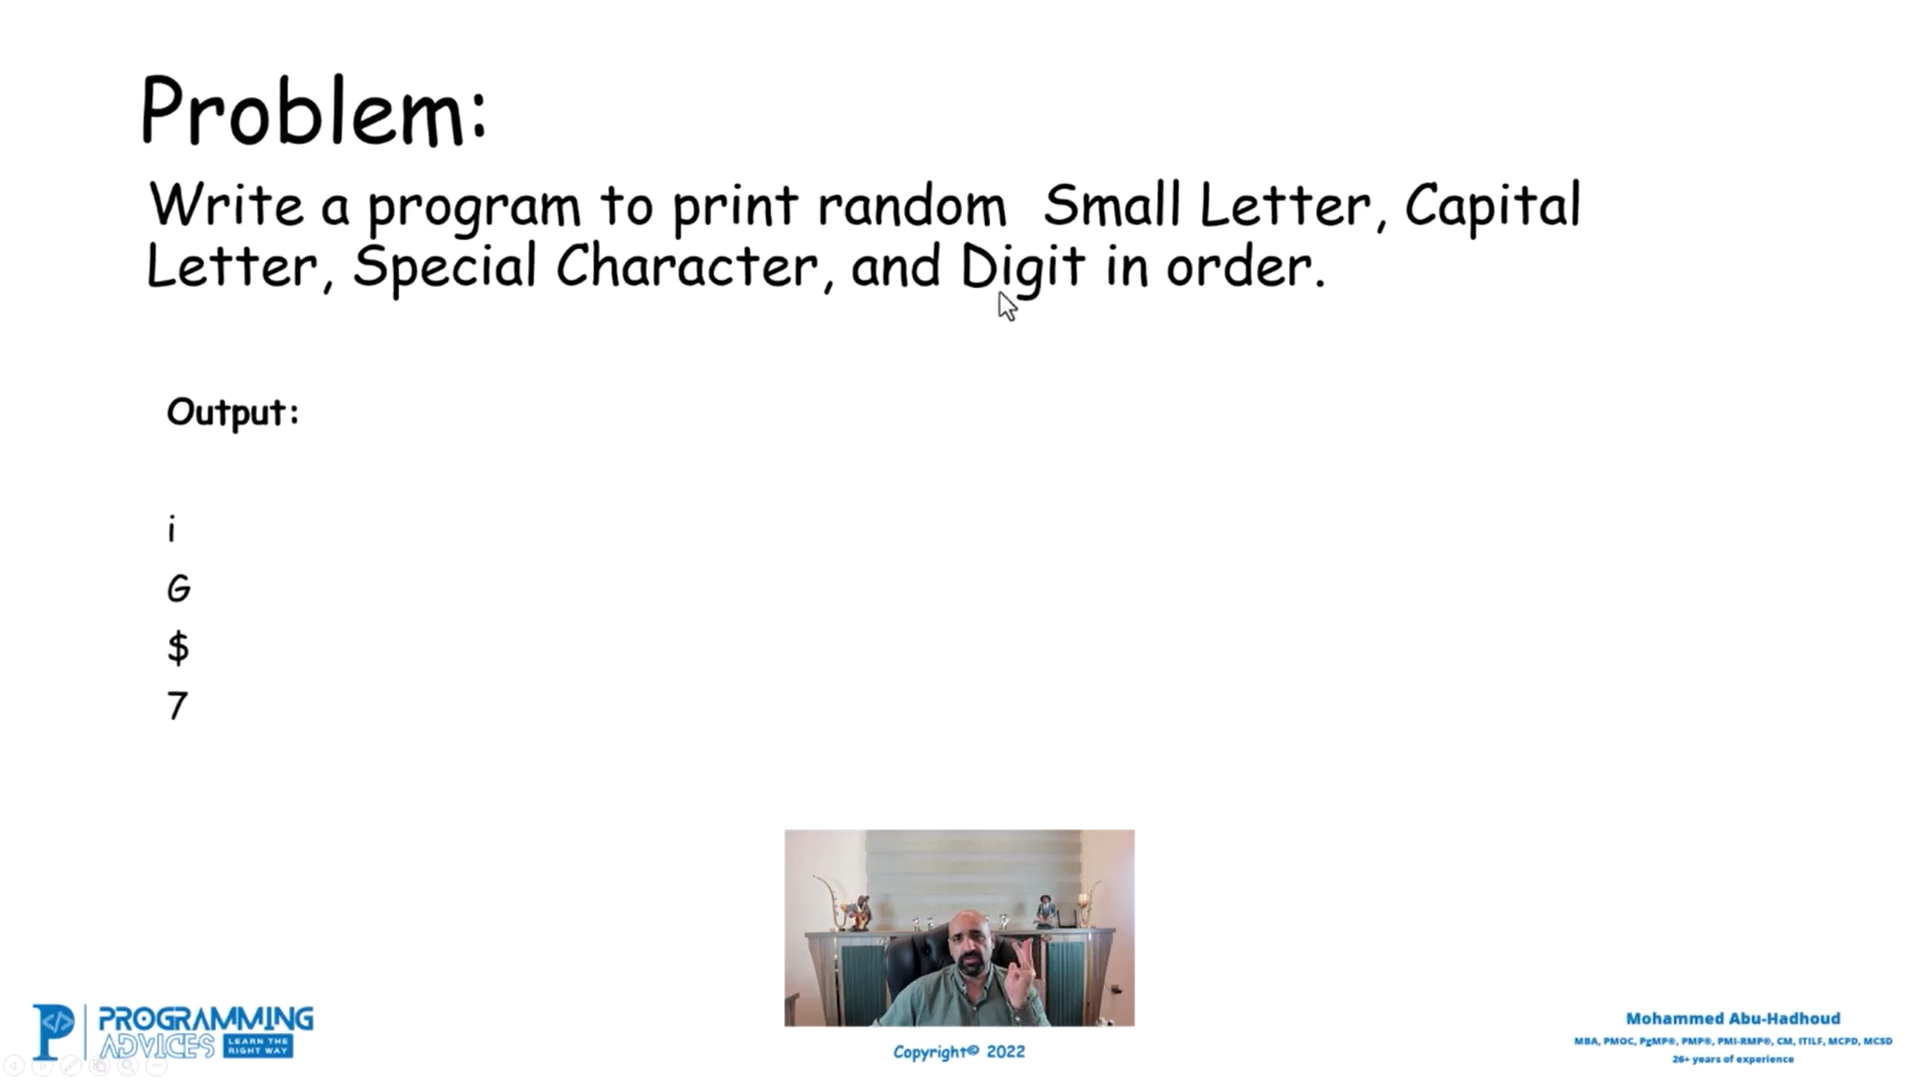 Problem:
Write a program to print random  Small Letter, Capital
Letter, Special Character, and Digit in order.
Output:
i
G
$
7
PROGRAMMING
ADVICES LEARN THE
RIGHT WAY
Copyright© 2022
Mohammed Abu-Hadhoud
MBA, PMOC, PgMP®, PMP®, PMI-RMP®, CM, ITILF, MCPD, MCSD
26+ years of experience